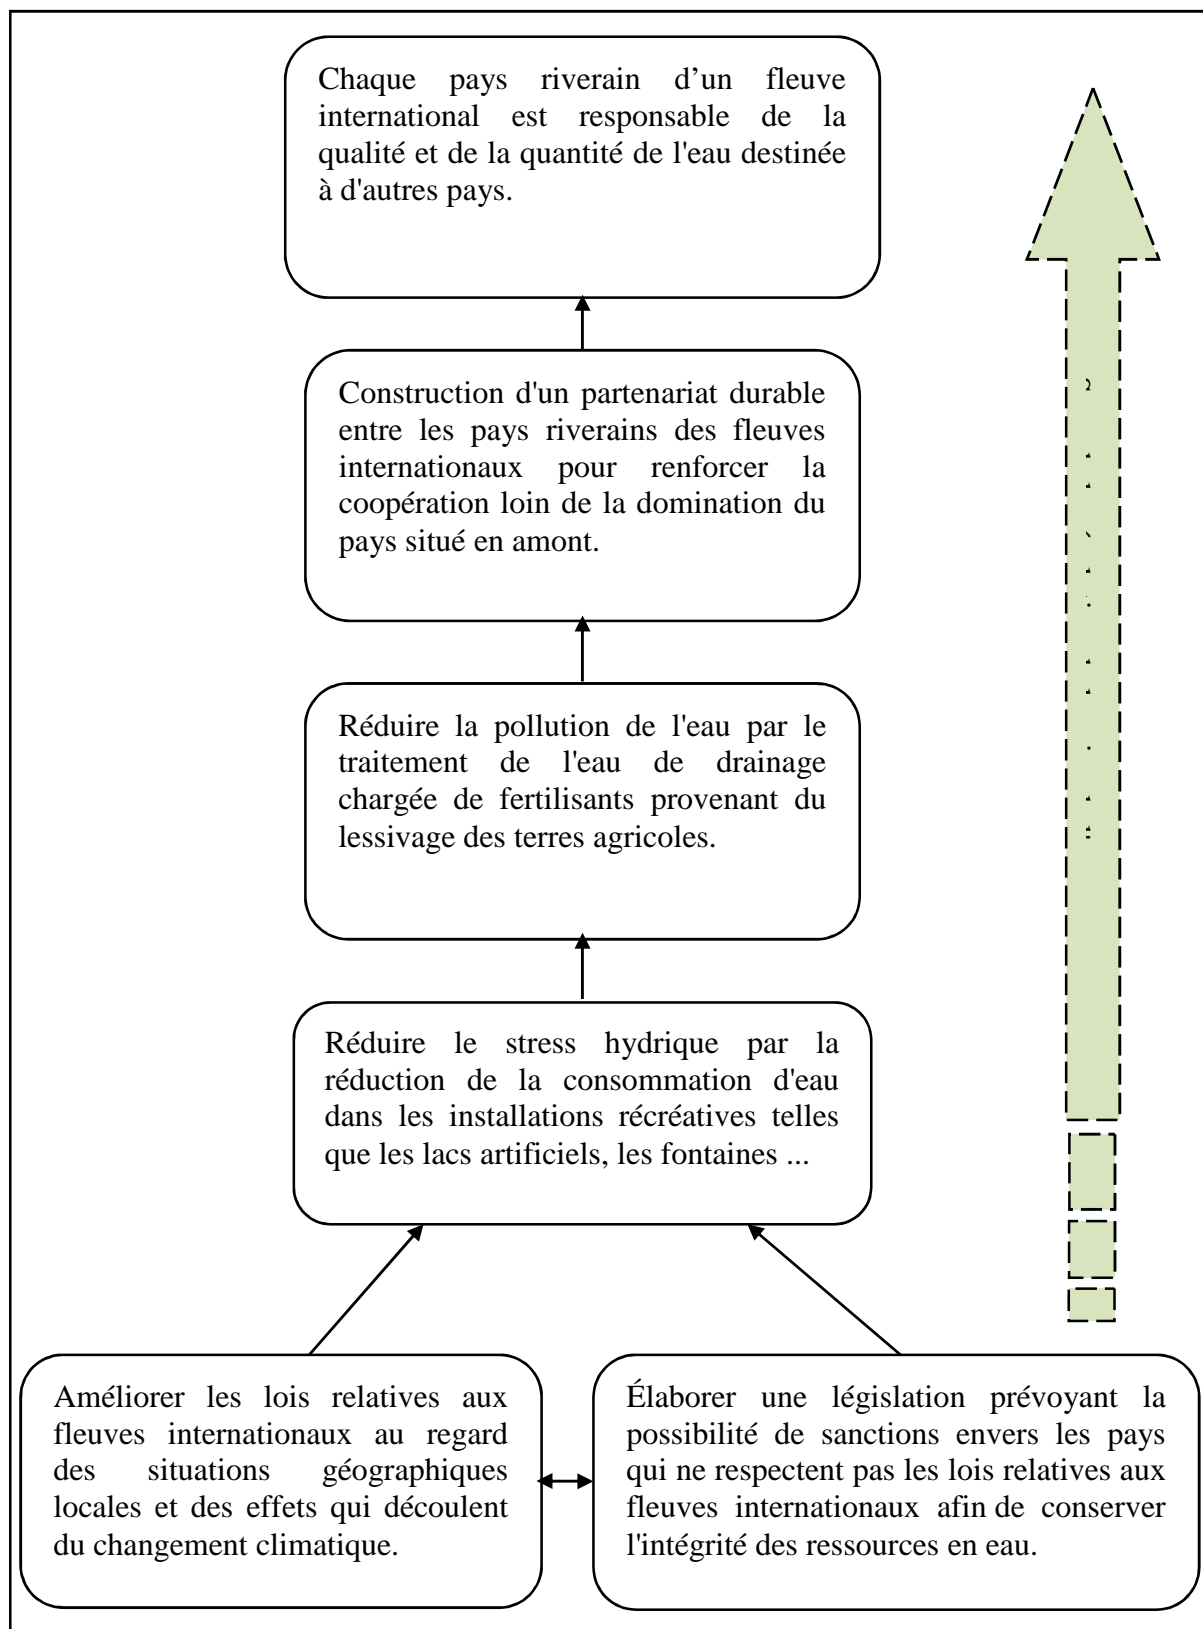 Chaque pays riverain d’un fleuve
international est responsable de la
qualité et de la quantité de l'eau destinée
à d'autres pays.
Construction d'un partenariat durable
entre les pays riverains des fleuves
internationaux pour renforcer la
coopération loin de la domination du
pays situé en amont.
Réduire la pollution de l'eau par le
traitement de l'eau de drainage
chargée de fertilisants provenant du
lessivage des terres agricoles.
Réduire le stress hydrique par la
réduction de la consommation d'eau
dans les installations récréatives telles
que les lacs artificiels, les fontaines ...
Améliorer les lois relatives aux
fleuves internationaux au regard
des situations géographiques
locales et des effets qui découlent
du changement climatique.
Élaborer une législation prévoyant la
possibilité de sanctions envers les pays
qui ne respectent pas les lois relatives aux
fleuves internationaux afin de conserver
l'intégrité des ressources en eau.